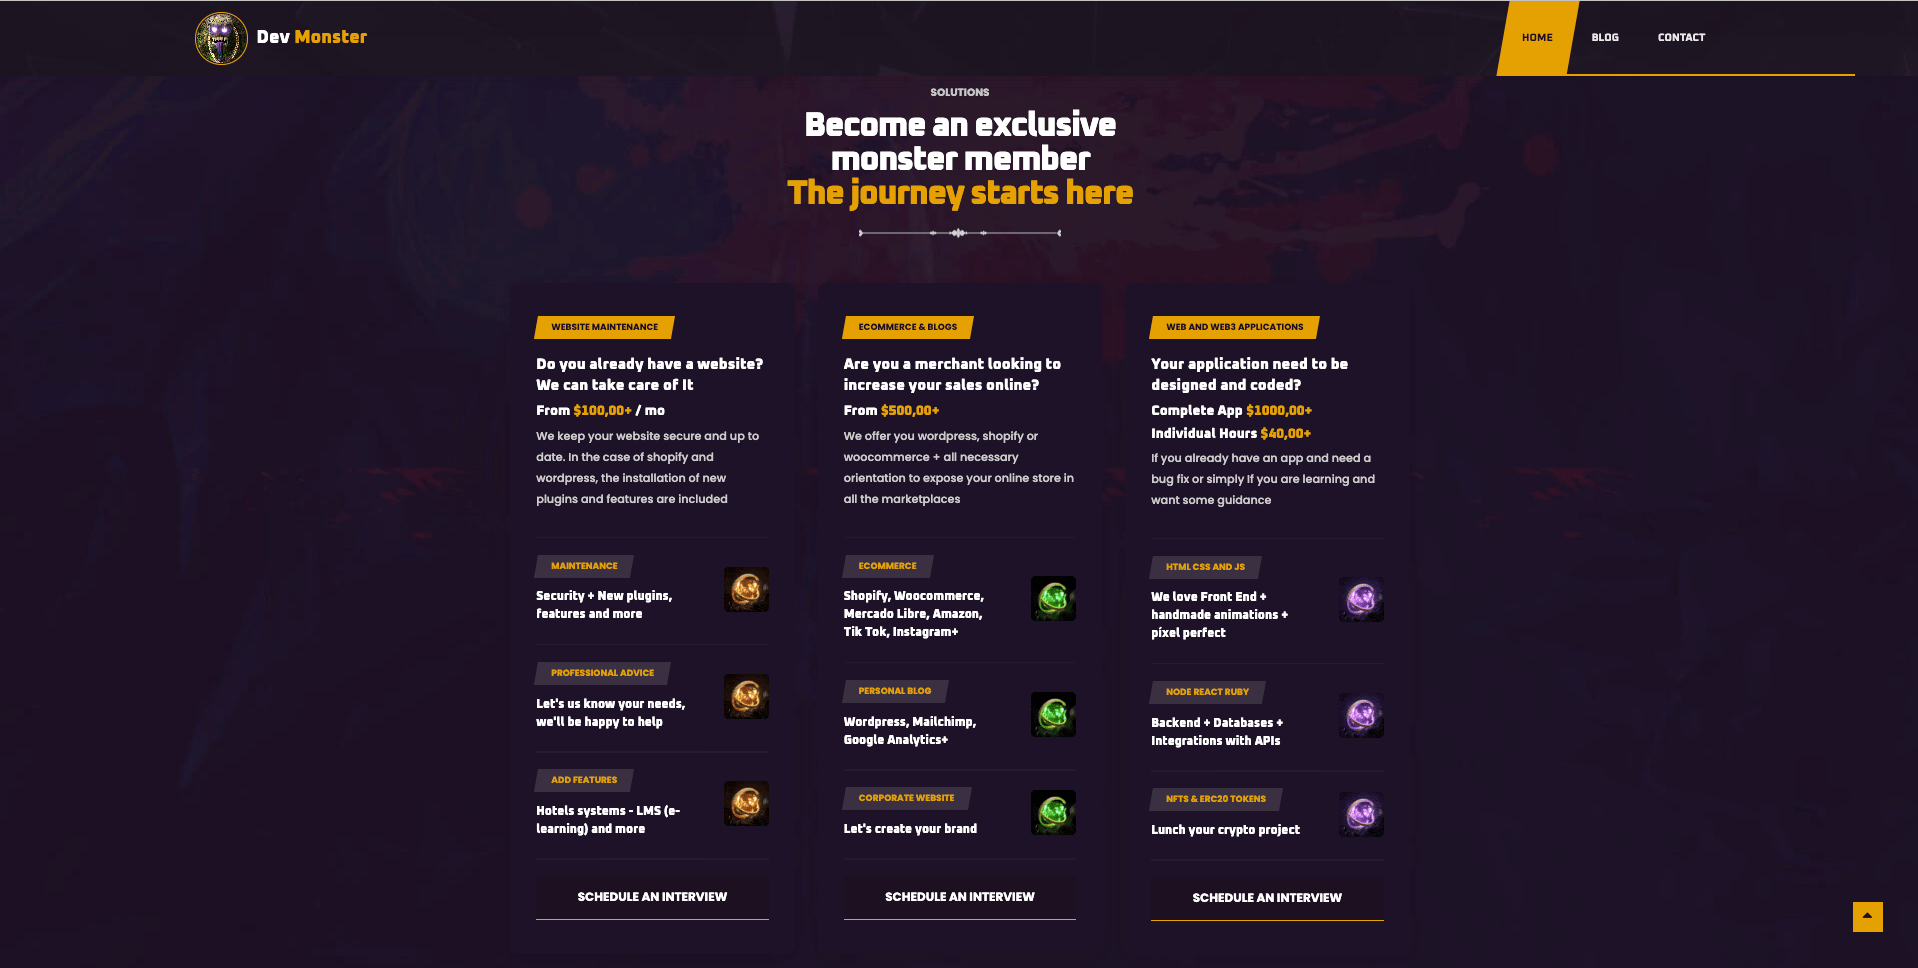 Dev Monster
HOME
BLOG
CONTACT
SOLUTIONS
Become an exclusive
monster member
The journey starts here
WEBSITE MAINTENANCE
Do you already have a website?
We can take care of It
From $100,00+ / mo
We keep your website secure and up to
date. In the case of shopify and
wordpress, the installation of new
plugins and features are included
MAINTENANCE
Security + New plugins,
features and more
PROFESSIONAL ADVICE
Let's us know your needs,
we'll be happy to help
ADD FEATURES
Hotels systems - LMS (e-
learning) and more
SCHEDULE AN INTERVIEW
ECOMMERCE & BLOGS
Are you a merchant looking to
increase your sales online?
From $500,00+
We offer you wordpress, shopify or
woocommerce + all necessary
orientation to expose your online store in
all the marketplaces
ECOMMERCE
Shopify, Woocommerce,
Mercado Libre, Amazon,
Tik Tok, Instagram+
PERSONAL BLOG
Wordpress, Mailchimp,
Google Analytics+
CORPORATE WEBSITE
Let's create your brand
SCHEDULE AN INTERVIEW
WEB AND WEB3 APPLICATIONS
Your application need to be
designed and coded?
Complete App $1000,00+
Individual Hours $40,00+
If you already have an app and need a
bug fix or simply If you are learning and
want some guidance
HTML CSS AND JS
We love Front End +
handmade animations +
píxel perfect
NODE REACT RUBY
Backend + Databases +
Integrations with APIs
NFTS & ERC20 TOKENS
Lunch your crypto project
SCHEDULE AN INTERVIEW